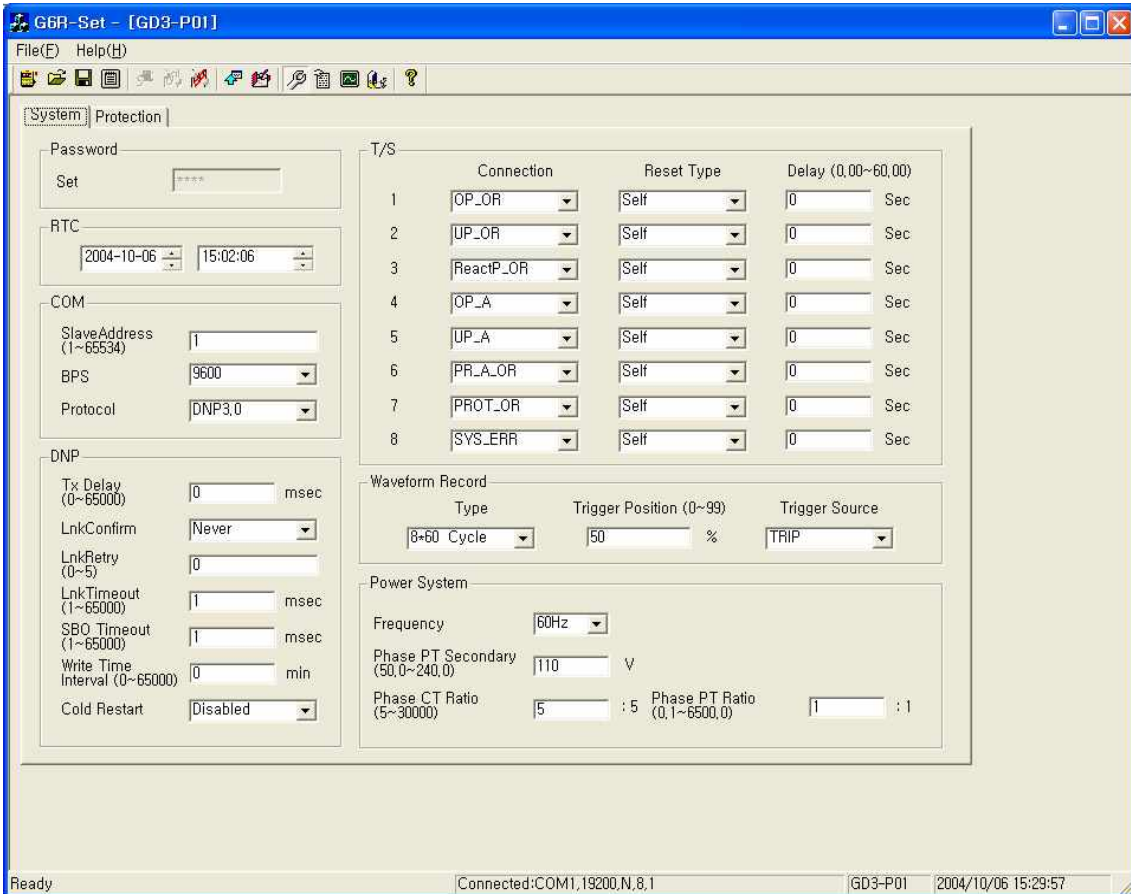 G6R-Set - [GD3-P01]
File(F) Help(H)
System Protection
Password
Set ****
RTC
2004-10-06 15:02:06
COM
SlaveAddress
(1~65534) 1
BPS 9600
Protocol DNP3,0
DNP
Tx Delay
(0~65000) 0 msec
LnkConfirm Never
LnkRetry
(0~5) 0
LnkTimeout
(1~65000) 1 msec
SBO Timeout
(1~65000) 1 msec
Write Time
Interval (0~65000) 0 min
Cold Restart Disabled
T/S
Connection Reset Type Delay (0,00~60,00)
1 OP_OR Self 0 Sec
2 UP_OR Self 0 Sec
3 ReactP_OR Self 0 Sec
4 OP_A Self 0 Sec
5 UP_A Self 0 Sec
6 PR_A_OR Self 0 Sec
7 PROT_OR Self 0 Sec
8 SYS_ERR Self 0 Sec
Waveform Record
Type Trigger Position (0~99) Trigger Source
8*60 Cycle 50 % TRIP
Power System
Frequency 60Hz
Phase PT Secondary
(50,0~240,0) 110 V
Phase CT Ratio
(5~30000) 5 : 5
Phase PT Ratio
(0,1~6500,0) 1 : 1
Ready Connected:COM1,19200,N,8,1 GD3-P01 2004/10/06 15:29:57